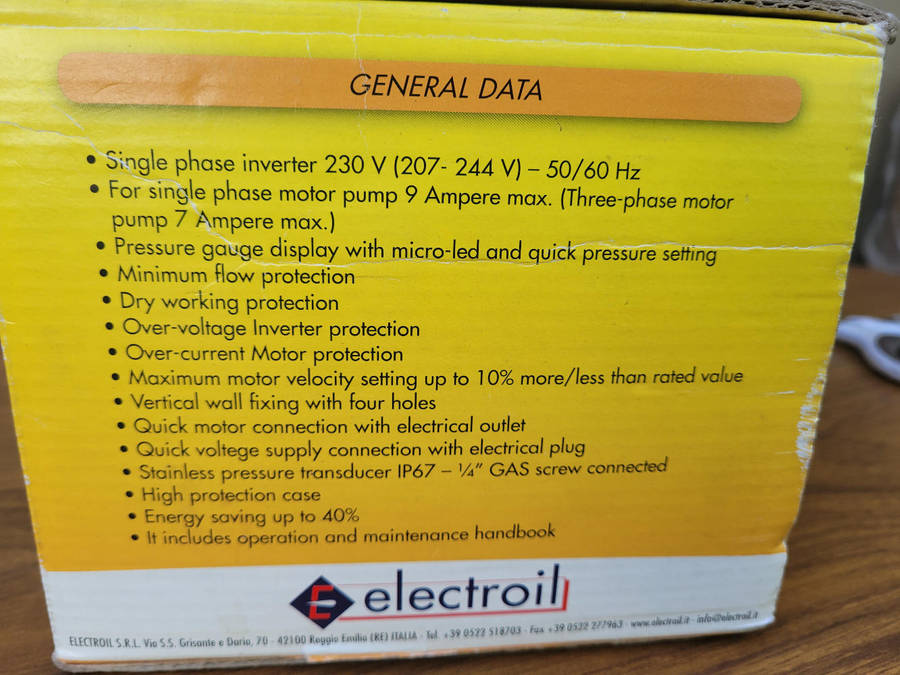 GENERAL DATA
• Single phase inverter 230 V (207- 244 V) – 50/60 Hz
• For single phase motor pump 9 Ampere max. (Three-phase motor
pump 7 Ampere max.)
• Pressure gauge display with micro-led and quick pressure setting
• Minimum flow protection
• Dry working protection
• Over-voltage Inverter protection
• Over-current Motor protection
• Maximum motor velocity setting up to 10% more/less than rated value
• Vertical wall fixing with four holes
• Quick motor connection with electrical outlet
• Quick voltege supply connection with electrical plug
• Stainless pressure transducer IP67 – ¼” GAS screw connected
• High protection case
• Energy saving up to 40%
• It includes operation and maintenance handbook
E electroil
ELECTROIL S.R.L. Via S.S. Grisante e Daria, 70 - 42100 Reggio Emilia (RE) ITALIA - Tel. +39 0522 518703 - Fax +39 0522 277963 - www.electroil.it - info@electroil.it